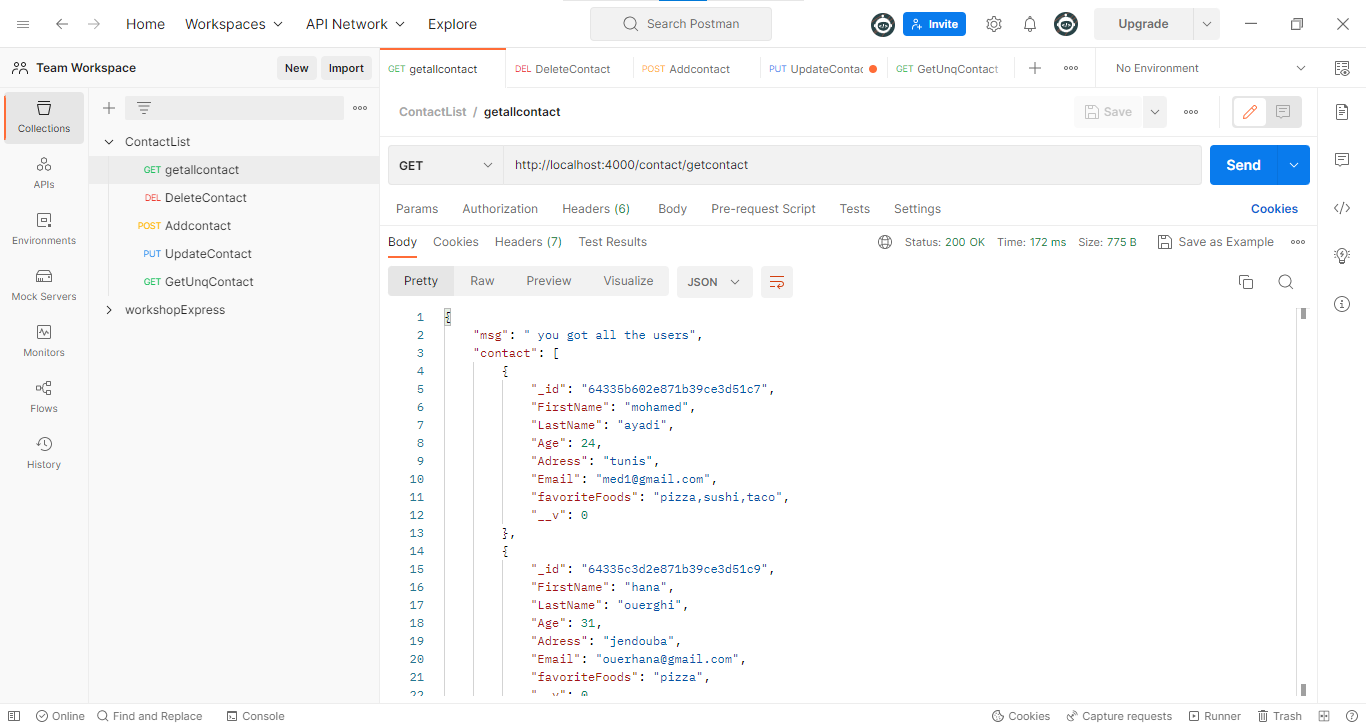 Home Workspaces API Network Explore Search Postman Invite Upgrade
Team Workspace New Import
GET getallcontact DEL DeleteContact POST Addcontact PUT UpdateContac GET GetUnqContact No Environment
Collections
APIs
Environments
Mock Servers
Monitors
Flows
History
ContactList
GET getallcontact
DEL DeleteContact
POST Addcontact
PUT UpdateContact
GET GetUnqContact
workshopExpress
ContactList / getallcontact Save
GET http://localhost:4000/contact/getcontact Send
Params Authorization Headers (6) Body Pre-request Script Tests Settings Cookies
Body Cookies Headers (7) Test Results Status: 200 OK Time: 172 ms Size: 775 B Save as Example
Pretty Raw Preview Visualize JSON
1 {
2 "msg": " you got all the users",
3 "contact": [
4 {
5 "_id": "64335b602e871b39ce3d51c7",
6 "FirstName": "mohamed",
7 "LastName": "ayadi",
8 "Age": 24,
9 "Adress": "tunis",
10 "Email": "med1@gmail.com",
11 "favoriteFoods": "pizza,sushi,taco",
12 "__v": 0
13 },
14 {
15 "_id": "64335c3d2e871b39ce3d51c9",
16 "FirstName": "hana",
17 "LastName": "ouerghi",
18 "Age": 31,
19 "Adress": "jendouba",
20 "Email": "ouerhana@gmail.com",
21 "favoriteFoods": "pizza",
22 "__v": 0
Online Find and Replace Console Cookies Capture requests Runner Trash